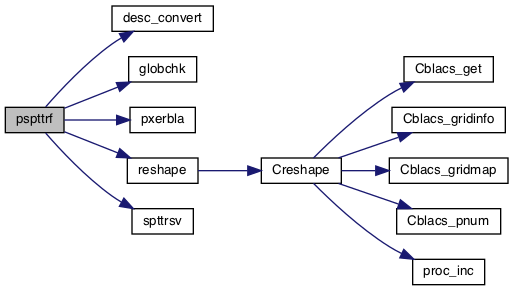 desc_convert
globchk
pspttrf
pxerbla
reshape
spttrsv
Creshape
Cblacs_get
Cblacs_gridinfo
Cblacs_gridmap
Cblacs_pnum
proc_inc